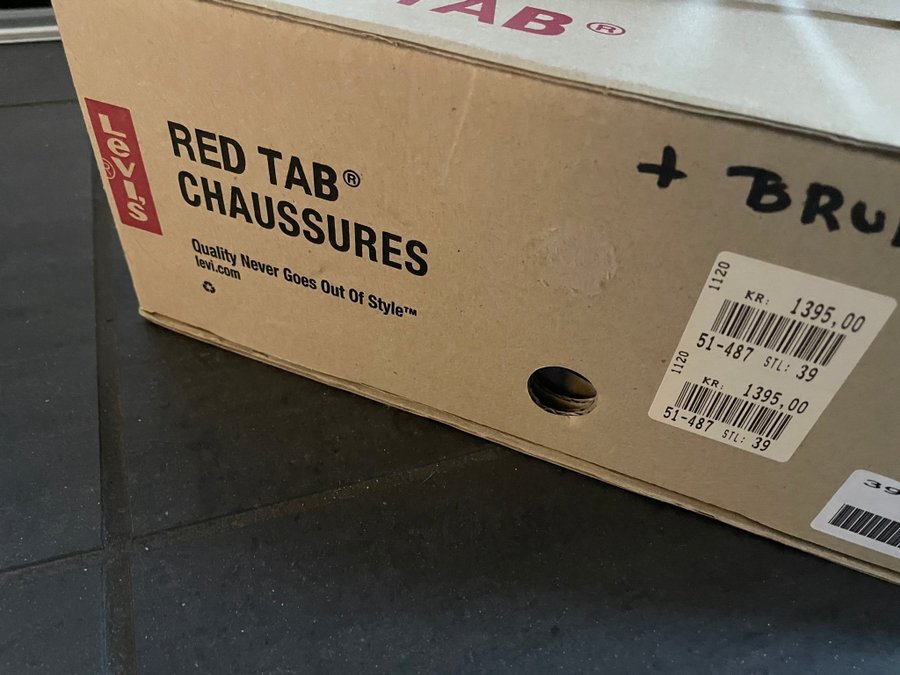 TAB®
Levi's®
RED TAB®
CHAUSSURES
Quality Never Goes Out Of Style™
levi.com
+ BRU
1120
KR: 1395,00
51-487 STL: 39
1120
KR: 1395,00
51-487 STL: 39
39